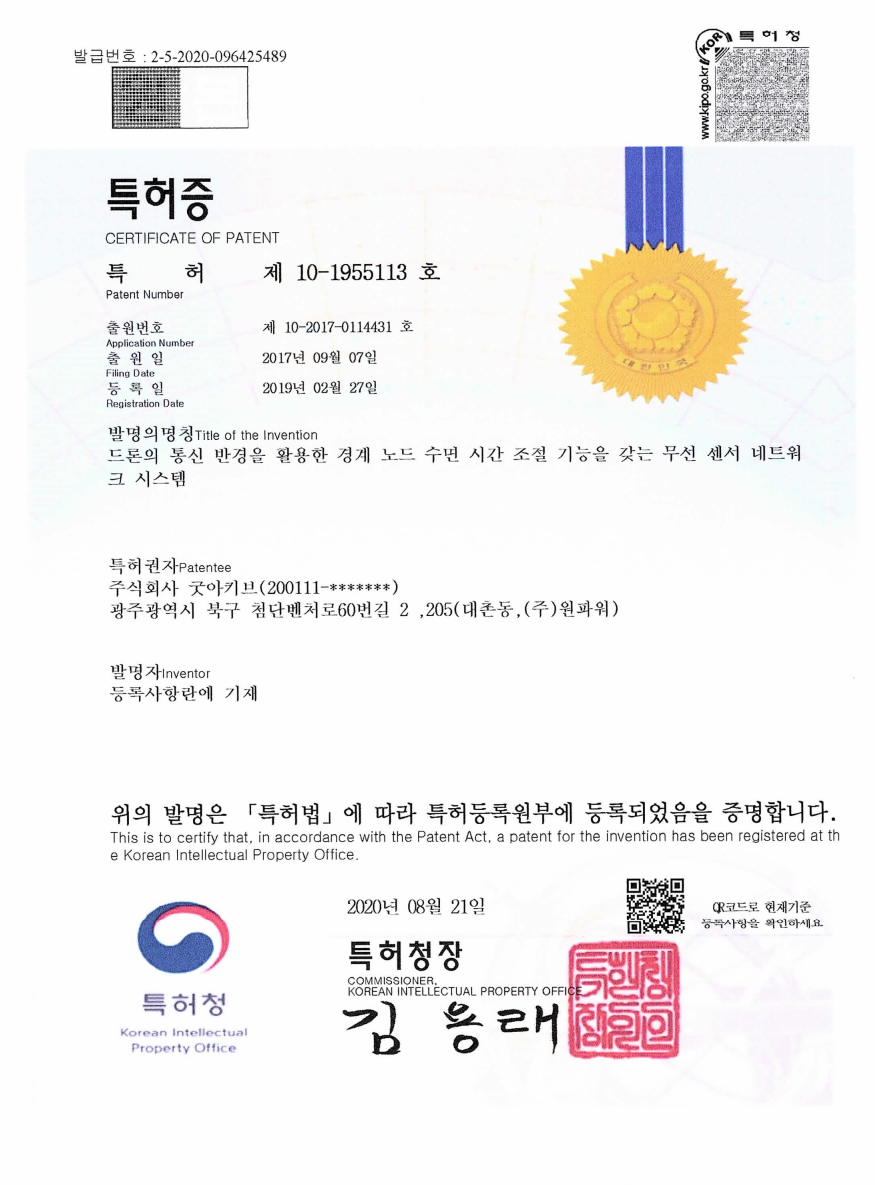 발급번호 : 2-5-2020-096425489
KOR 특허청
www.kipo.go.kr
특허증
CERTIFICATE OF PATENT
특 허 제 10-1955113 호
Patent Number
출원번호 제 10-2017-0114431 호
Application Number
출 원 일 2017년 09월 07일
Filing Date
등 록 일 2019년 02월 27일
Registration Date
대한민국
발명의명칭Title of the Invention
드론의 통신 반경을 활용한 경계 노드 수면 시간 조절 기능을 갖는 무선 센서 네트워
크 시스템
특허권자Patentee
주식회사 굿아키브(200111-*******)
광주광역시 북구 첨단벤처로60번길 2 ,205(대촌동,(주)원파워)
발명자Inventor
등록사항란에 기재
위의 발명은 「특허법」에 따라 특허등록원부에 등록되었음을 증명합니다.
This is to certify that, in accordance with the Patent Act, a patent for the invention has been registered at th
e Korean Intellectual Property Office.
2020년 08월 21일
QR코드로 현재기준
등록사항을 확인하세요
특허청장
COMMISSIONER,
KOREAN INTELLECTUAL PROPERTY OFFICE
김용래
특허청
Korean Intellectual
Property Office